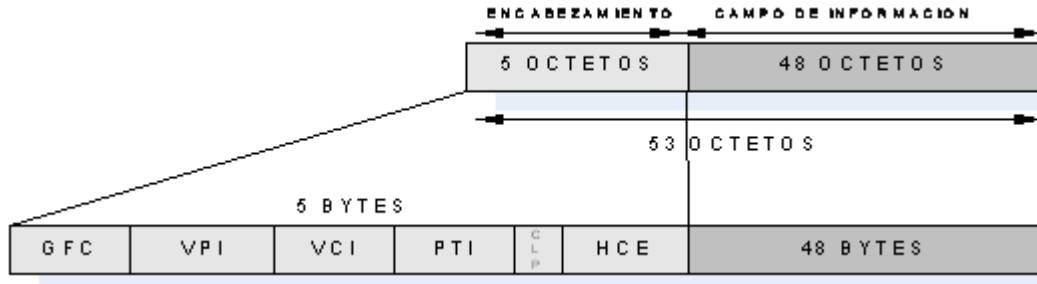 ENCABEZAMIENTO CAMPO DE INFORMACION
5 OCTETOS 48 OCTETOS
53 OCTETOS
5 BYTES
GFC VPI VCI PTI CLP HCE 48 BYTES